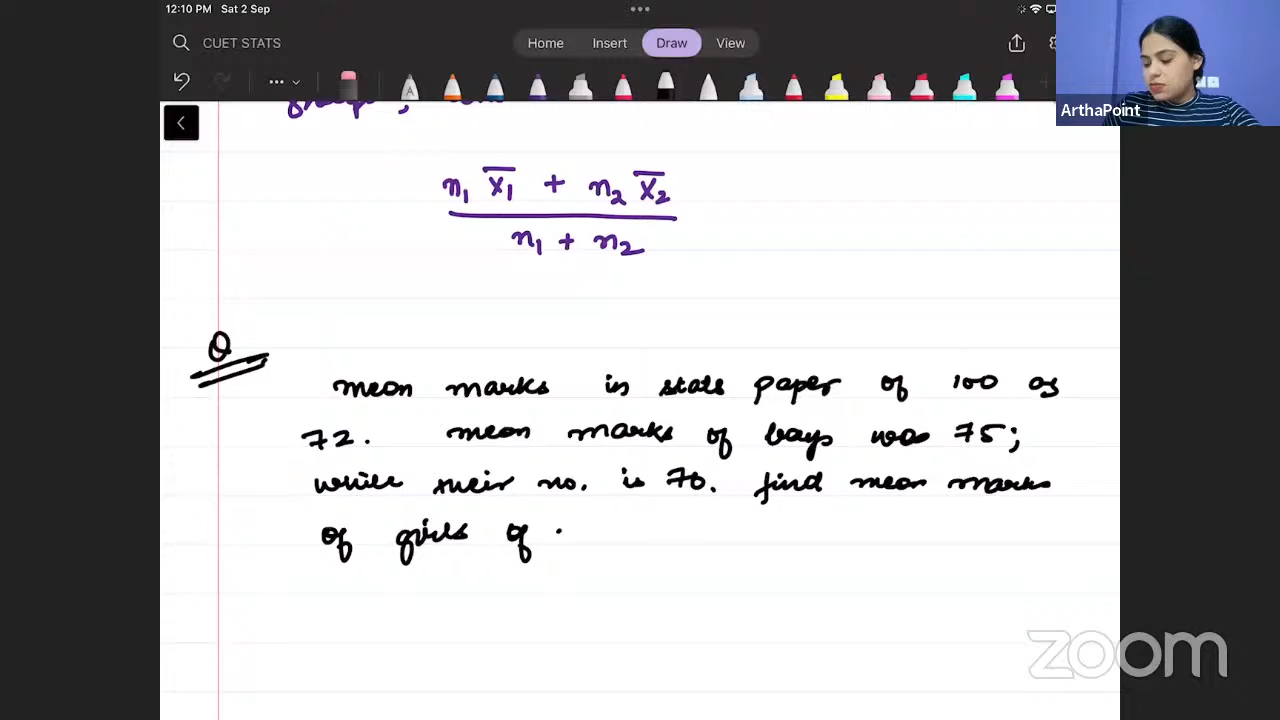 12:10 PM Sat 2 Sep
CUET STATS
Home Insert Draw View
ArthaPoint
n₁ x̄₁ + n₂ x̄₂
n₁ + n₂
Q
Mean marks in stats paper of 100 as
72. Mean marks of boys was 75;
while their no. is 70. find mean marks
of girls of .
zoom